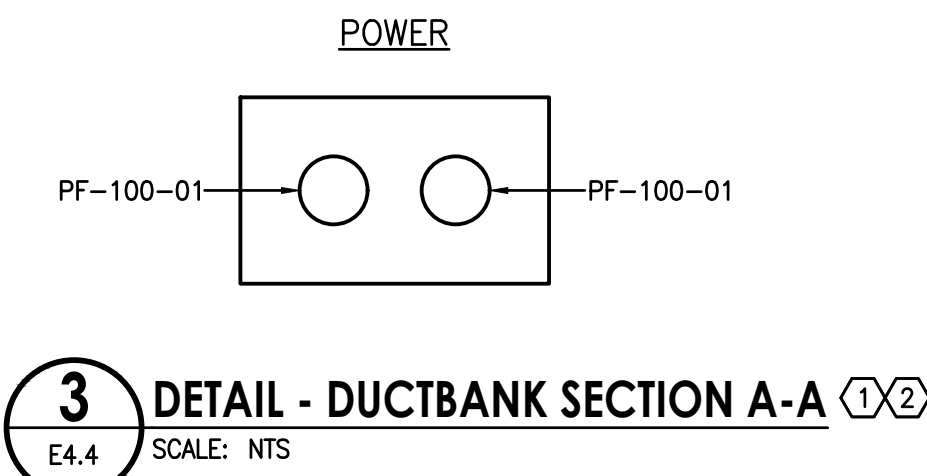 POWER
PF-100-01
PF-100-01
3
DETAIL - DUCTBANK SECTION A-A 1 2
E4.4
SCALE: NTS